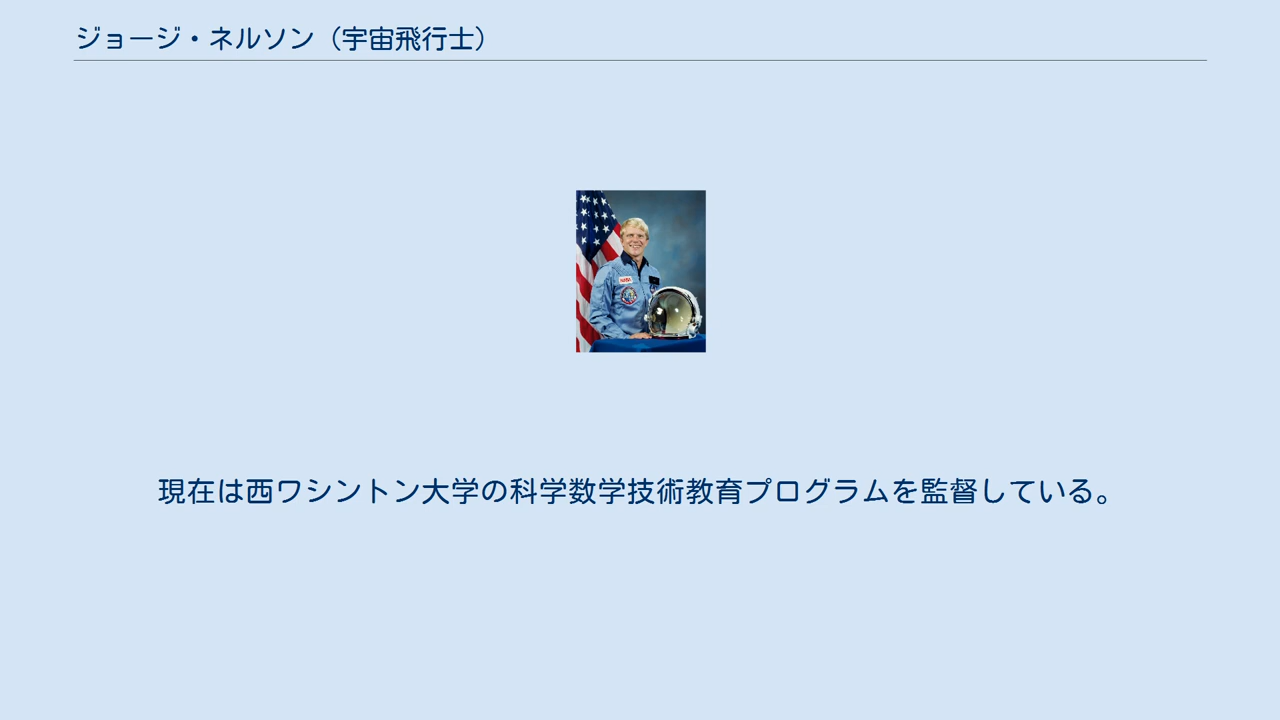 ジョージ・ネルソン（宇宙飛行士）
現在は西ワシントン大学の科学数学技術教育プログラムを監督している。